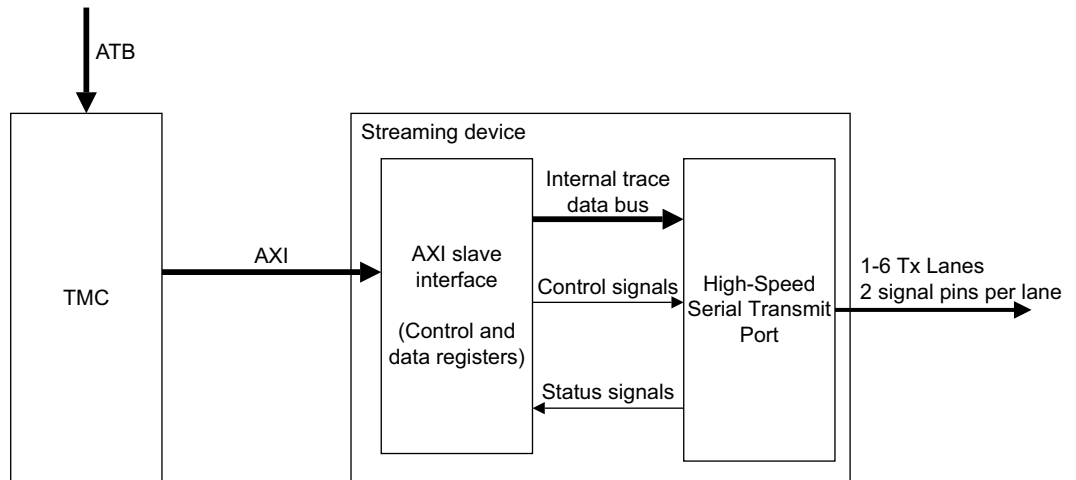 ATB
Streaming device
Internal trace
data bus
AXI
AXI slave
interface
(Control and
data registers)
TMC
Control signals
High-Speed
Serial Transmit
Port
1-6 Tx Lanes
2 signal pins per lane
Status signals